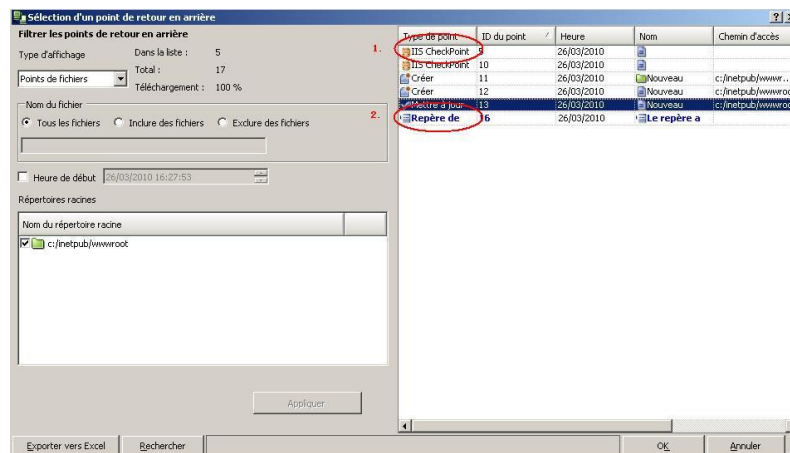 Sélection d'un point de retour en arrière
Filtrer les points de retour en arrière
Type d'affichage
Dans la liste : 5
Total : 17
Points de fichiers
Téléchargement : 100 %
Nom du fichier
Tous les fichiers Inclure des fichiers Exclure des fichiers
Heure de début 26/03/2010 16:27:53
Répertoires racines
Nom du répertoire racine
c:/inetpub/wwwroot
Appliquer
1.
2.
Type de point ID du point Heure Nom Chemin d'accès
IIS CheckPoint 9 26/03/2010
IIS CheckPoint 10 26/03/2010
Créer 11 26/03/2010 Nouveau c:/inetpub/wwwr...
Créer 12 26/03/2010 Nouveau c:/inetpub/wwwroo
Mettre à jour 13 26/03/2010 Nouveau c:/inetpub/wwwroo
Repère de 16 26/03/2010 Le repère a
Exporter vers Excel Rechercher OK Annuler